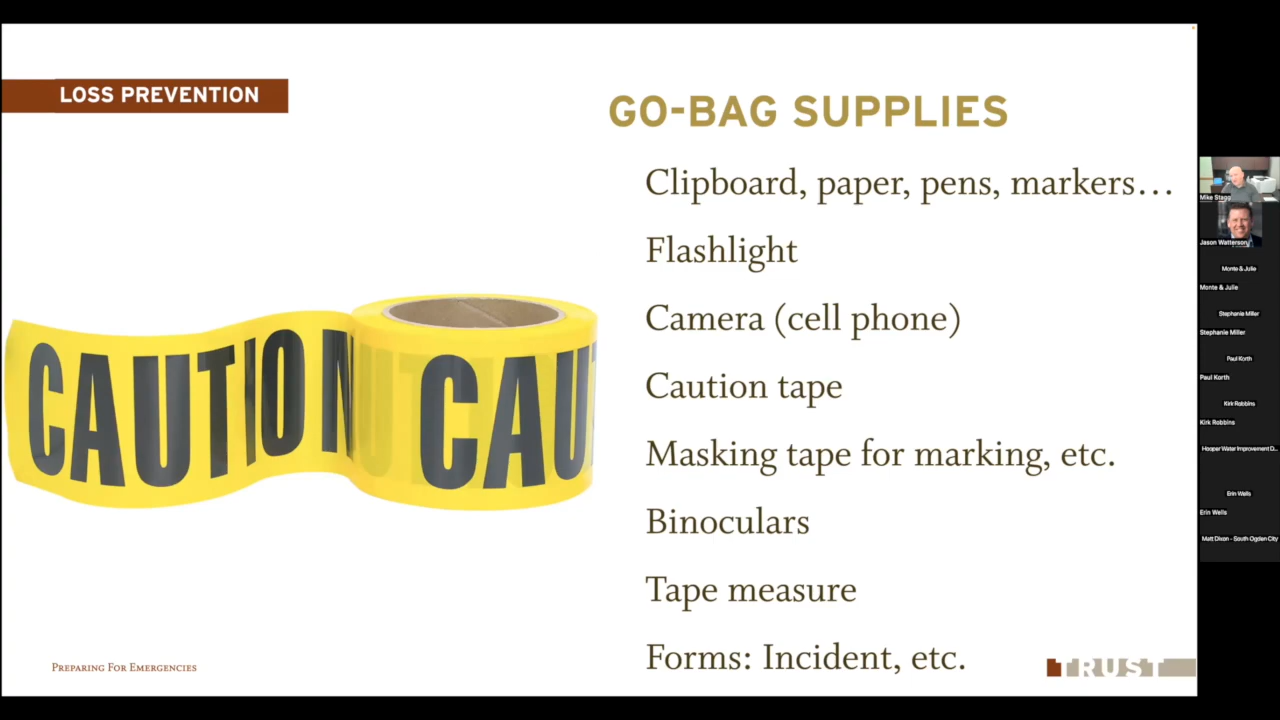 LOSS PREVENTION
GO-BAG SUPPLIES
Clipboard, paper, pens, markers…
Flashlight
Camera (cell phone)
Caution tape
Masking tape for marking, etc.
Binoculars
Tape measure
Forms: Incident, etc.
CAUTION CAU
PREPARING FOR EMERGENCIES
TRUST
Mike Stagg
Jason Watterson
Monte & Julie
Monte & Julie
Stephanie Miller
Stephanie Miller
Paul Korth
Paul Korth
Kirk Robbins
Kirk Robbins
Hooper Water Improvement D...
Erin Wells
Erin Wells
Matt Dixon - South Ogden City